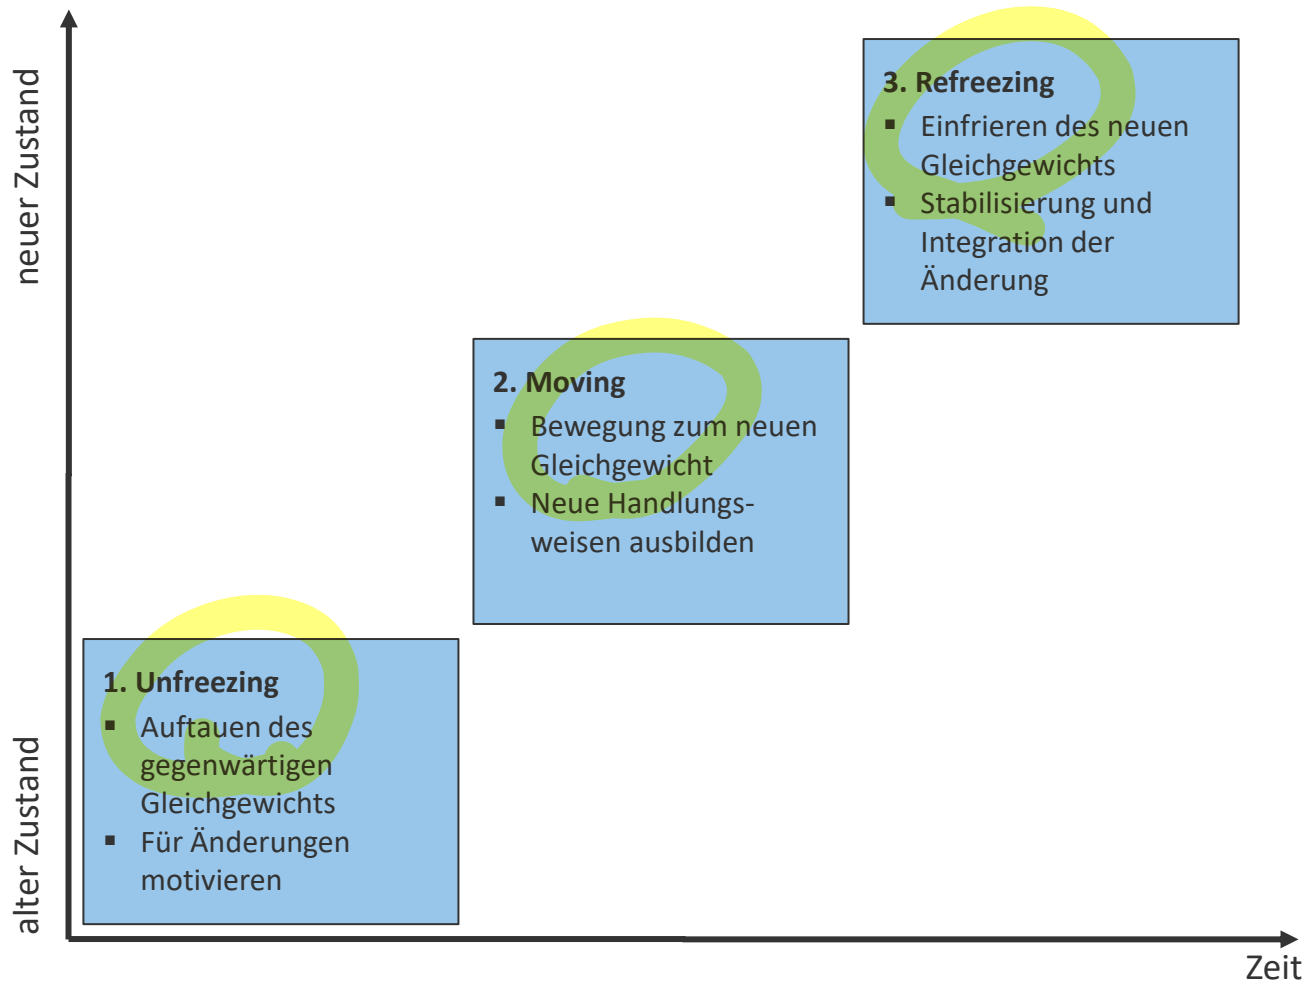 neuer Zustand
3. Refreezing
▪ Einfrieren des neuen
Gleichgewichts
▪ Stabilisierung und
Integration der
Änderung
2. Moving
▪ Bewegung zum neuen
Gleichgewicht
▪ Neue Handlungs-
weisen ausbilden
alter Zustand
1. Unfreezing
▪ Auftauen des
gegenwärtigen
Gleichgewichts
▪ Für Änderungen
motivieren
Zeit